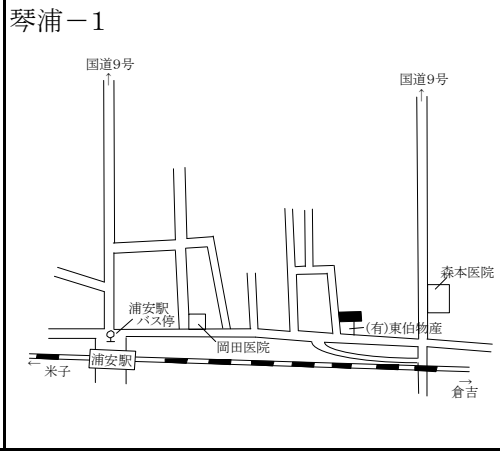 琴浦－1
国道9号
↑
国道9号
↑
森本医院
浦安駅
バス停
(有)東伯物産
岡田医院
浦安駅
←
米子
→
倉吉